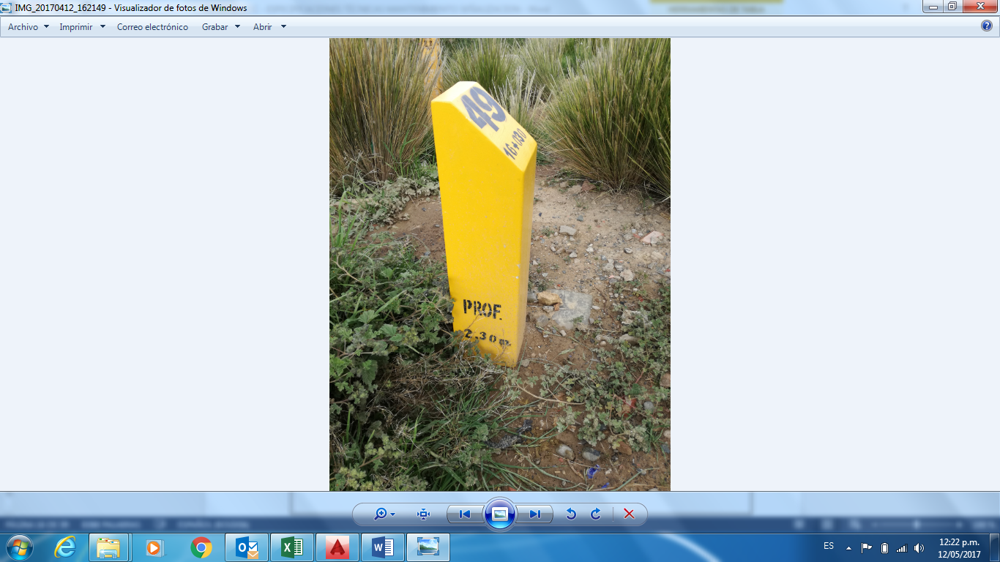 IMG_20170412_162149 - Visualizador de fotos de Windows
Archivo Imprimir Correo electrónico Grabar Abrir
49
16+030
PROF.
2.30 m
ES
12:22 p.m.
12/05/2017